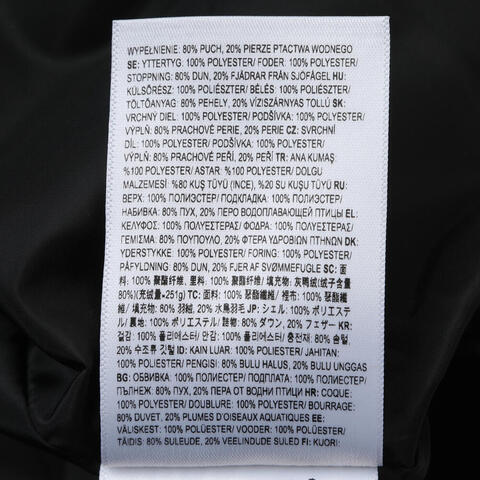 WYPEŁNIENIE: 80% PUCH, 20% PIERZE PTACTWA WODNEGO
SE: YTTERTYG: 100% POLYESTER/ FODER: 100% POLYESTER/
STOPPNING: 80% DUN, 20% FJÄDRAR FRÅN SJÖFÅGEL HU:
KÜLSŐRÉSZ: 100% POLIÉSZTER/ BÉLÉS: 100% POLIÉSZTER/
TÖLTŐANYAG: 80% PEHELY, 20% VÍZISZÁRNYAS TOLLÚ SK:
VRCHNÝ DIEL: 100% POLYESTER/ PODŠÍVKA: 100% POLYESTER/
VÝPLŇ: 80% PRACHOVÉ PERIE, 20% PERIE CZ: SVRCHNÍ
DÍL: 100% POLYESTER/ PODŠÍVKA: 100% POLYESTER/
VÝPLŇ: 80% PRACHOVÉ PEŘÍ, 20% PEŘÍ TR: ANA KUMAŞ:
%100 POLYESTER/ ASTAR: %100 POLYESTER/ DOLGU
MALZEMESİ: %80 KUŞ TÜYÜ (İNCE), %20 SU KUŞU TÜYÜ RU:
ВЕРХ: 100% ПОЛИЭСТЕР/ ПОДКЛАДКА: 100% ПОЛИЭСТЕР/
НАБИВКА: 80% ПУХ, 20% ПЕРО ВОДОПЛАВАЮЩЕЙ ПТИЦЫ EL:
ΚΕΛΥΦΟΣ: 100% ΠΟΛΥΕΣΤΕΡΑΣ/ ΦΟΔΡΑ: 100% ΠΟΛΥΕΣΤΕΡΑΣ/
ΓΕΜΙΣΜΑ: 80% ΠΟΥΠΟΥΛΟ, 20% ΦΤΕΡΑ ΥΔΡΟΒΙΩΝ ΠΤΗΝΩΝ DK:
YDERSTYKKE: 100% POLYESTER/ FORING: 100% POLYESTER/
PÅFYLDNING: 80% DUN, 20% FJER AF SVØMMEFUGLE SC: 面
料: 100% 聚酯纤维, 里料: 100% 聚酯纤维/ 填充物: 灰鸭绒(绒子含量
80%)(充绒量=251g) TC: 面料: 100% 聚酯纖維/ 裡布: 100% 聚酯纖
維/ 填充物: 80% 羽絨, 20% 水鳥羽毛 JP: シェル: 100% ポリエステ
ル/ 裏地: 100% ポリエステル/ 詰物: 80% ダウン, 20% フェザー KR:
겉감: 100% 폴리에스터/ 안감: 100% 폴리에스터/ 충전재: 80% 솜털,
20% 수조류 깃털 ID: KAIN LUAR: 100% POLIESTER/ JAHITAN:
100% POLIESTER/ PENGISI: 80% BULU HALUS, 20% BULU UNGGAS
BG: ОБВИВКА: 100% ПОЛИЕСТЕР/ ПОДПЛАТА: 100% ПОЛИЕСТЕР/
ПЪЛНЕЖ: 80% ПУХ, 20% ПЕРА ОТ ВОДНИ ПТИЦИ HR: COQUE:
100% POLYESTER/ DOUBLURE: 100% POLYESTER/ BOURRAGE:
80% DUVET, 20% PLUMES D'OISEAUX AQUATIQUES EE:
VÄLISKEST: 100% POLÜESTER/ VOODER: 100% POLÜESTER/
TÄIDIS: 80% SULEUDE, 20% VEELINDUDE SULED FI: KUORI: